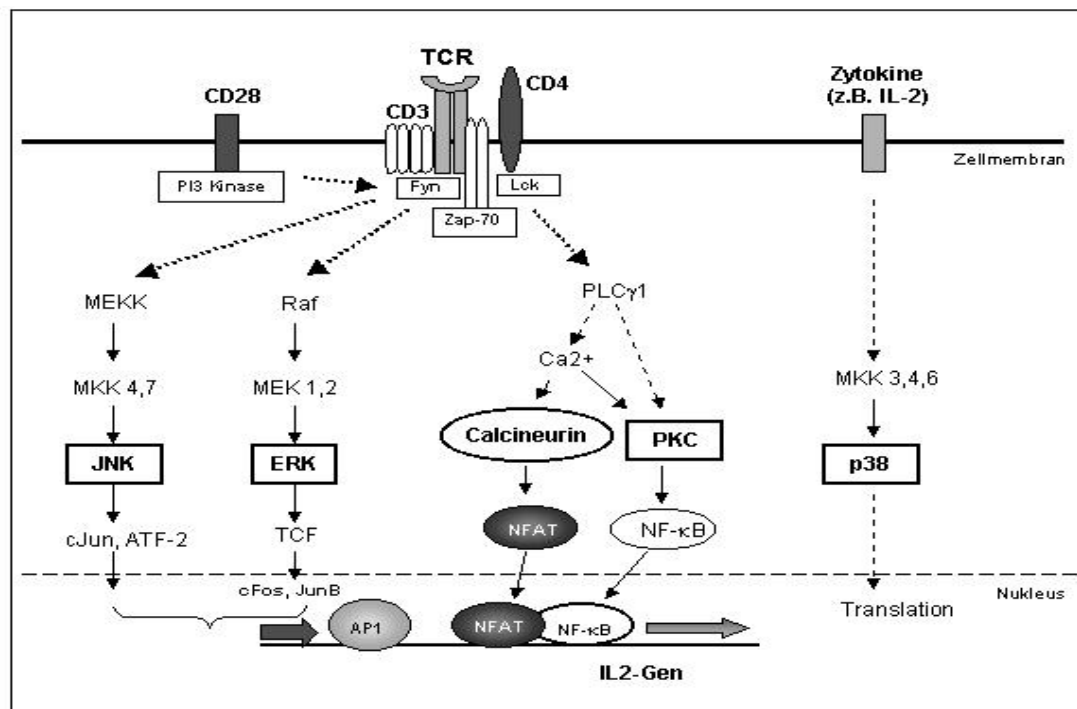 TCR
CD4
CD28
CD3
Zytokine
(z.B. IL-2)
Zellmembran
PI3 Kinase
Fyn
Lck
Zap-70
MEKK
Raf
PLCγ1
Ca2+
MKK 4,7
MEK 1,2
MKK 3,4,6
Calcineurin
PKC
JNK
ERK
p38
NFAT
NF-κB
cJun, ATF-2
TCF
cFos, JunB
Nukleus
Translation
AP1
NFAT
NF-κB
IL2-Gen